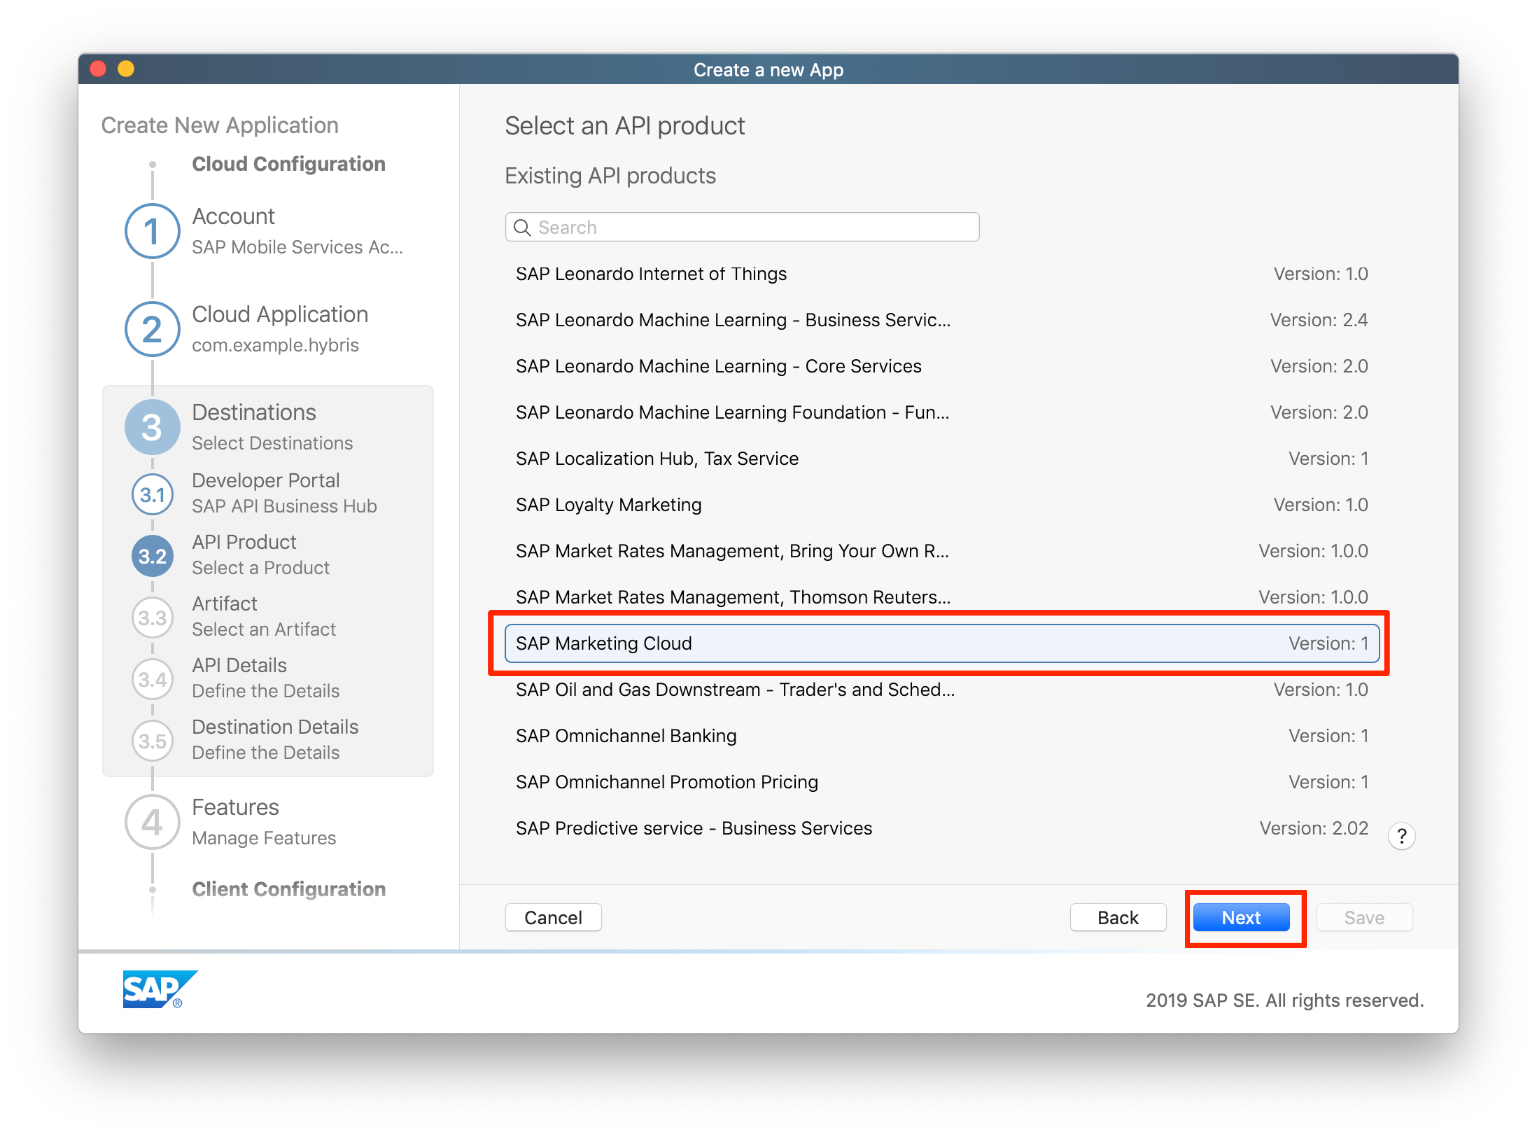 Create a new App
Create New Application
Cloud Configuration
1
Account
SAP Mobile Services Ac...
2
Cloud Application
com.example.hybris
3
Destinations
Select Destinations
3.1
Developer Portal
SAP API Business Hub
3.2
API Product
Select a Product
3.3
Artifact
Select an Artifact
3.4
API Details
Define the Details
3.5
Destination Details
Define the Details
4
Features
Manage Features
Client Configuration
Select an API product
Existing API products
Search
SAP Leonardo Internet of Things Version: 1.0
SAP Leonardo Machine Learning - Business Servic... Version: 2.4
SAP Leonardo Machine Learning - Core Services Version: 2.0
SAP Leonardo Machine Learning Foundation - Fun... Version: 2.0
SAP Localization Hub, Tax Service Version: 1
SAP Loyalty Marketing Version: 1.0
SAP Market Rates Management, Bring Your Own R... Version: 1.0.0
SAP Market Rates Management, Thomson Reuters... Version: 1.0.0
SAP Marketing Cloud Version: 1
SAP Oil and Gas Downstream - Trader's and Sched... Version: 1.0
SAP Omnichannel Banking Version: 1
SAP Omnichannel Promotion Pricing Version: 1
SAP Predictive service - Business Services Version: 2.02
?
Cancel Back Next Save
SAP®
2019 SAP SE. All rights reserved.